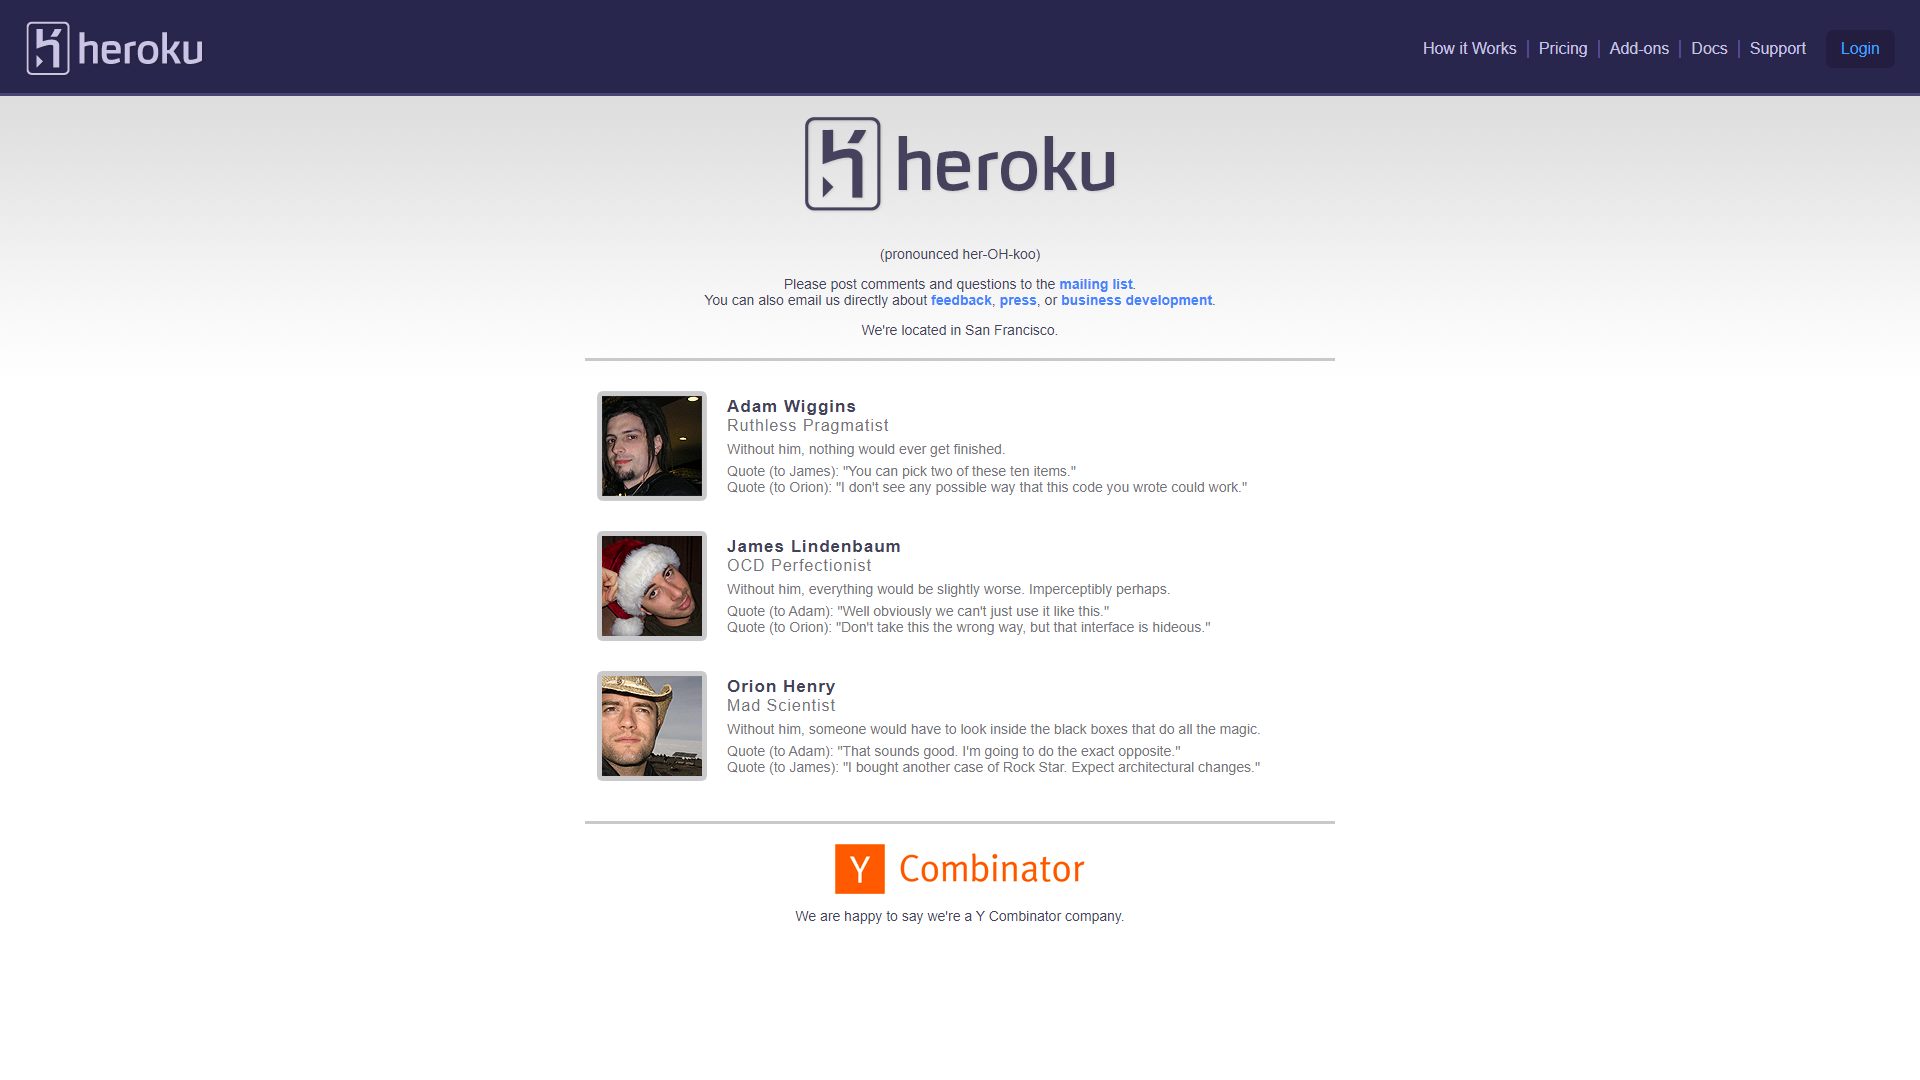 heroku
How it Works
Pricing
Add-ons
Docs
Support
Login
heroku
(pronounced her-OH-koo)
Please post comments and questions to the mailing list.
You can also email us directly about feedback, press, or business development.
We're located in San Francisco.
Adam Wiggins
Ruthless Pragmatist
Without him, nothing would ever get finished.
Quote (to James): "You can pick two of these ten items."
Quote (to Orion): "I don't see any possible way that this code you wrote could work."
James Lindenbaum
OCD Perfectionist
Without him, everything would be slightly worse. Imperceptibly perhaps.
Quote (to Adam): "Well obviously we can't just use it like this."
Quote (to Orion): "Don't take this the wrong way, but that interface is hideous."
Orion Henry
Mad Scientist
Without him, someone would have to look inside the black boxes that do all the magic.
Quote (to Adam): "That sounds good. I'm going to do the exact opposite."
Quote (to James): "I bought another case of Rock Star. Expect architectural changes."
Y Combinator
We are happy to say we're a Y Combinator company.